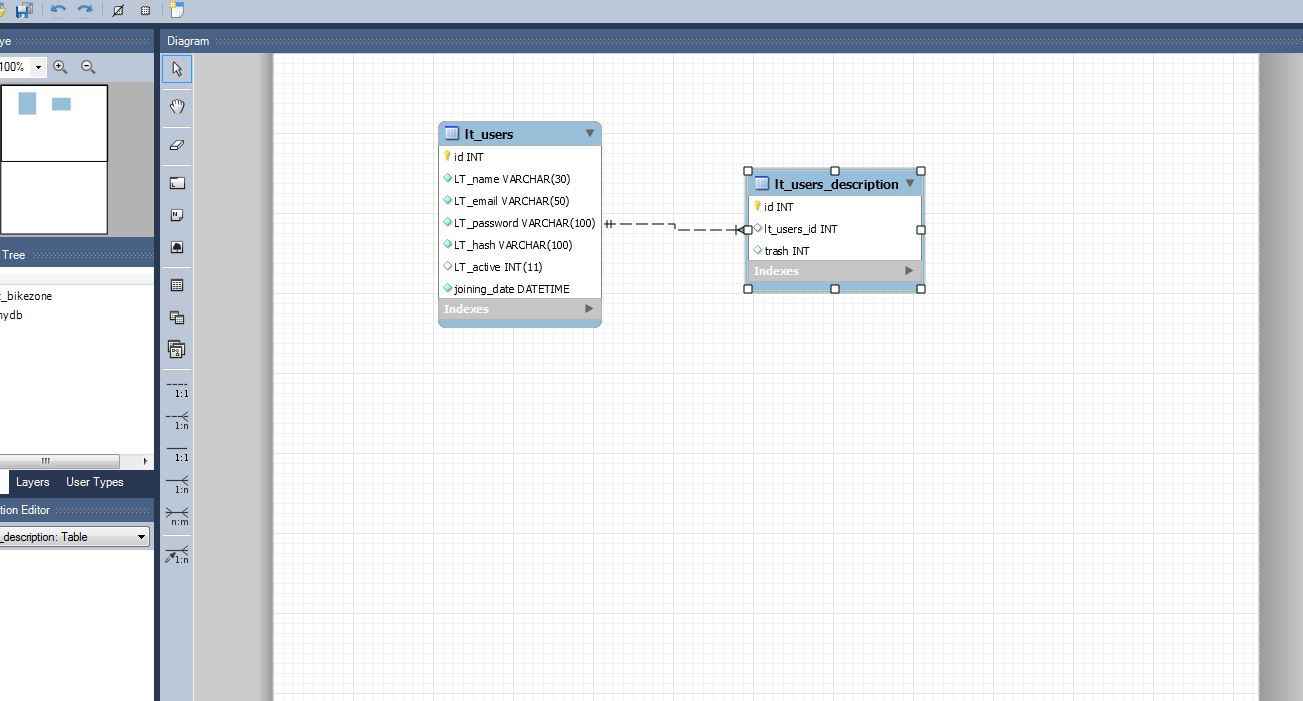 Diagram
ye
100%
lt_users
id INT
LT_name VARCHAR(30)
LT_email VARCHAR(50)
LT_password VARCHAR(100)
LT_hash VARCHAR(100)
LT_active INT(11)
joining_date DATETIME
Indexes
lt_users_description
id INT
lt_users_id INT
trash INT
Indexes
Tree
t_bikezone
nydb
Layers User Types
tion Editor
_description: Table
1:1
1:n
1:1
1:n
n:m
1:n